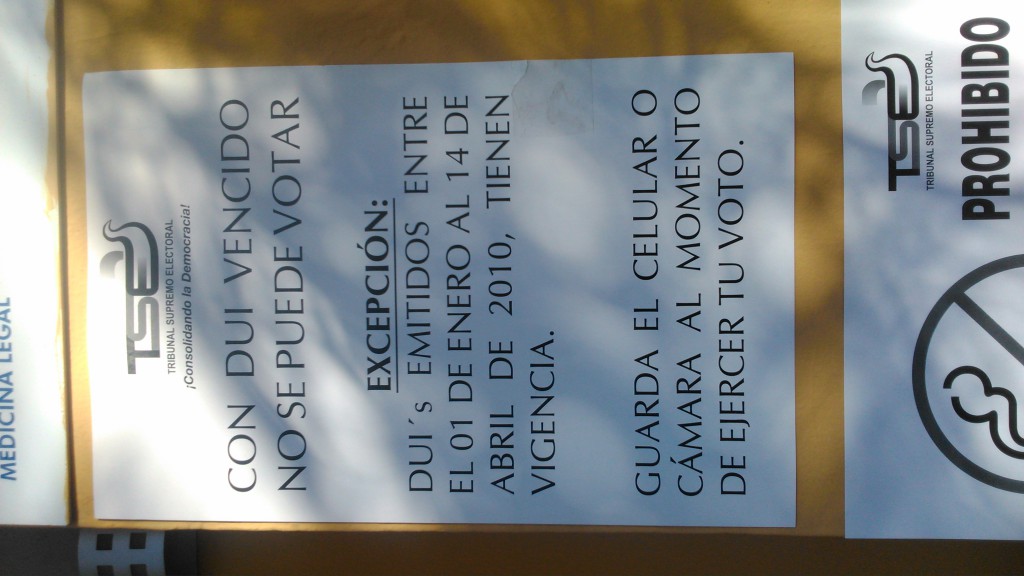 MEDICINA LEGAL
TSE
TRIBUNAL SUPREMO ELECTORAL
¡Consolidando la Democracia!
CON DUI VENCIDO
NO SE PUEDE VOTAR
EXCEPCIÓN:
DUI´s EMITIDOS ENTRE
EL 01 DE ENERO AL 14 DE
ABRIL DE 2010, TIENEN
VIGENCIA.
GUARDA EL CELULAR O
CÁMARA AL MOMENTO
DE EJERCER TU VOTO.
TSE
TRIBUNAL SUPREMO ELECTORAL
PROHIBIDO